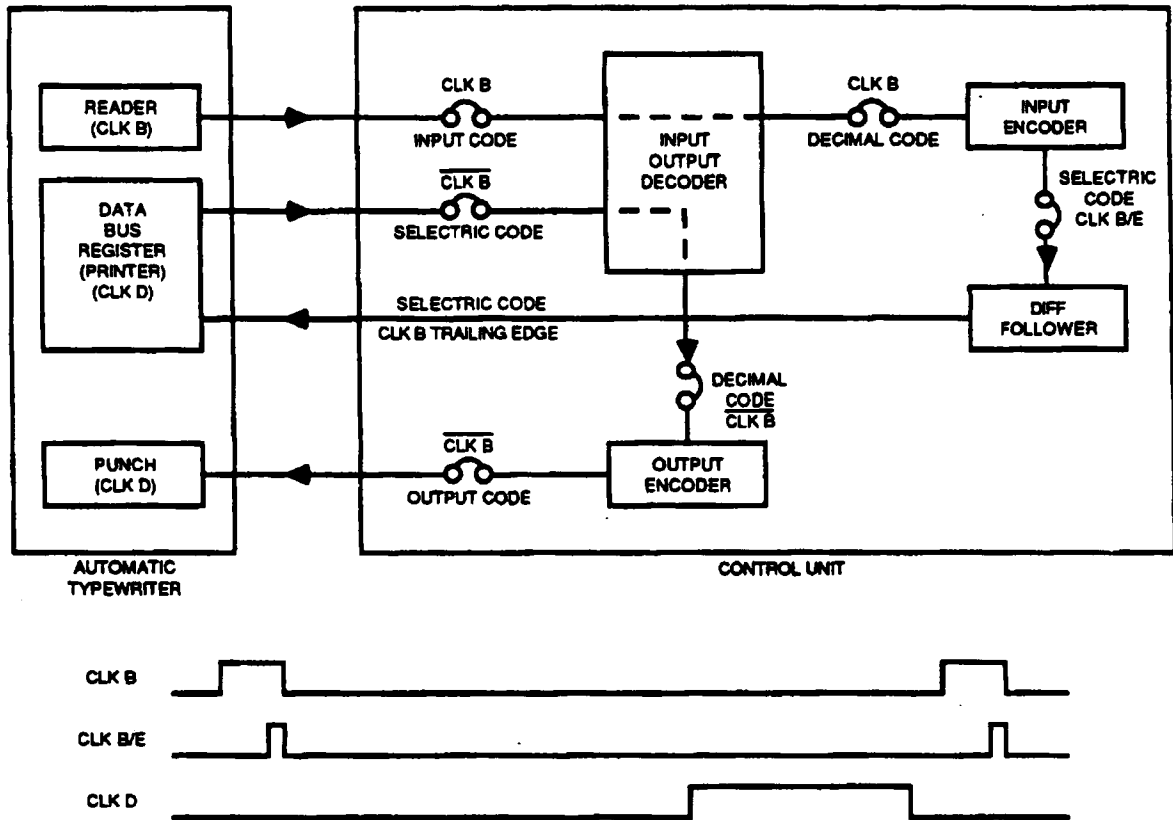 READER
(CLK B)
CLK B
INPUT CODE
INPUT
OUTPUT
DECODER
CLK B
DECIMAL CODE
INPUT
ENCODER
DATA
BUS
REGISTER
(PRINTER)
(CLK D)
CLK B
SELECTRIC CODE
SELECTRIC
CODE
CLK B/E
SELECTRIC CODE
CLK B TRAILING EDGE
DIFF
FOLLOWER
DECIMAL
CODE
CLK B
PUNCH
(CLK D)
CLK B
OUTPUT CODE
OUTPUT
ENCODER
AUTOMATIC
TYPEWRITER
CONTROL UNIT
CLK B
CLK B/E
CLK D